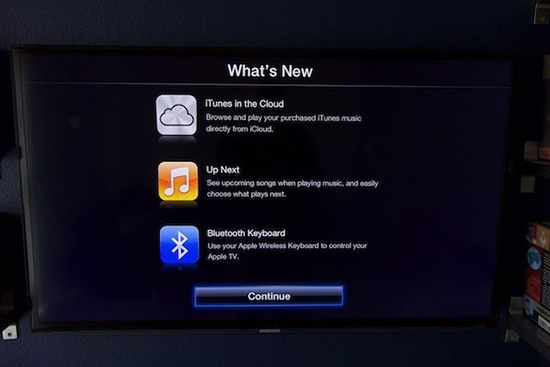 What's New
iTunes in the Cloud
Browse and play your purchased iTunes music
directly from iCloud.
Up Next
See upcoming songs when playing music, and easily
choose what plays next.
Bluetooth Keyboard
Use your Apple Wireless Keyboard to control your
Apple TV.
Continue
SAMSUNG